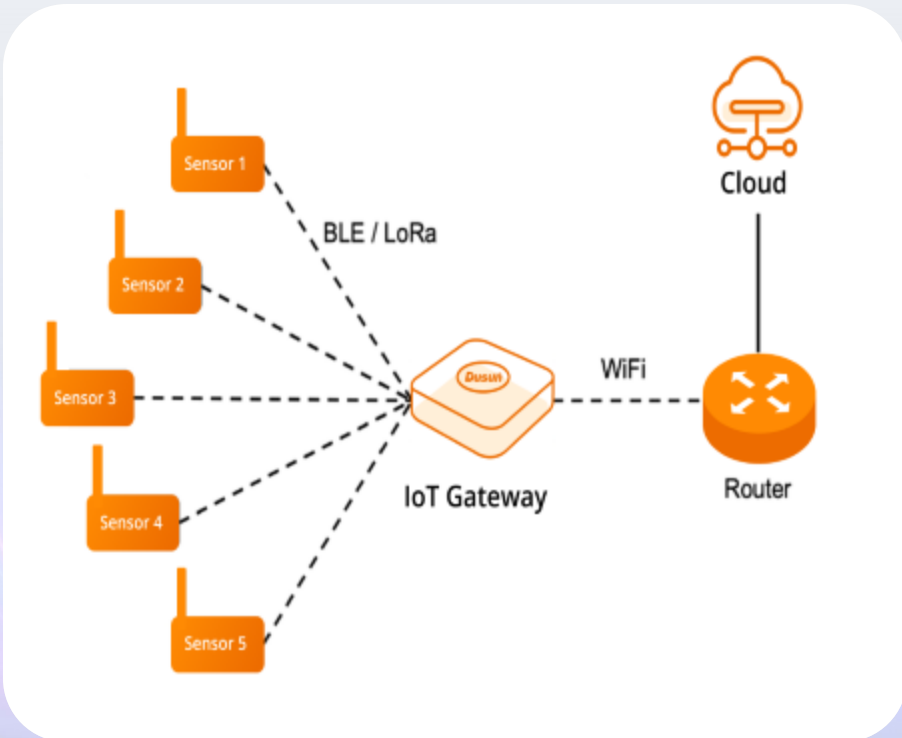 Sensor 1
Sensor 2
Sensor 3
Sensor 4
Sensor 5
BLE / LoRa
Dusun
IoT Gateway
WiFi
Cloud
Router